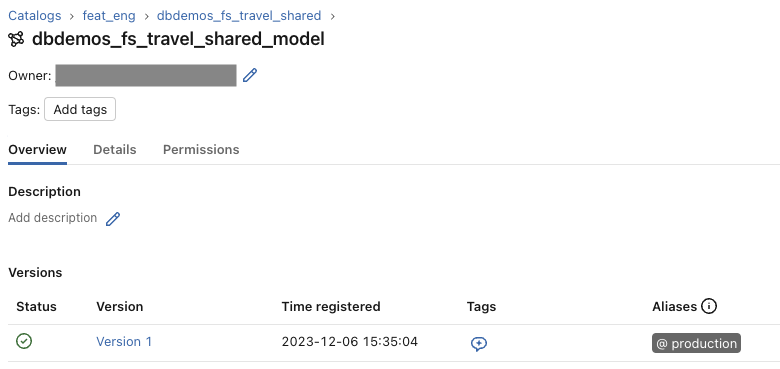 Catalogs › feat_eng › dbdemos_fs_travel_shared ›
dbdemos_fs_travel_shared_model
Owner:
Tags: Add tags
Overview Details Permissions
Description
Add description
Versions
Status Version Time registered Tags Aliases
Version 1 2023-12-06 15:35:04 @ production